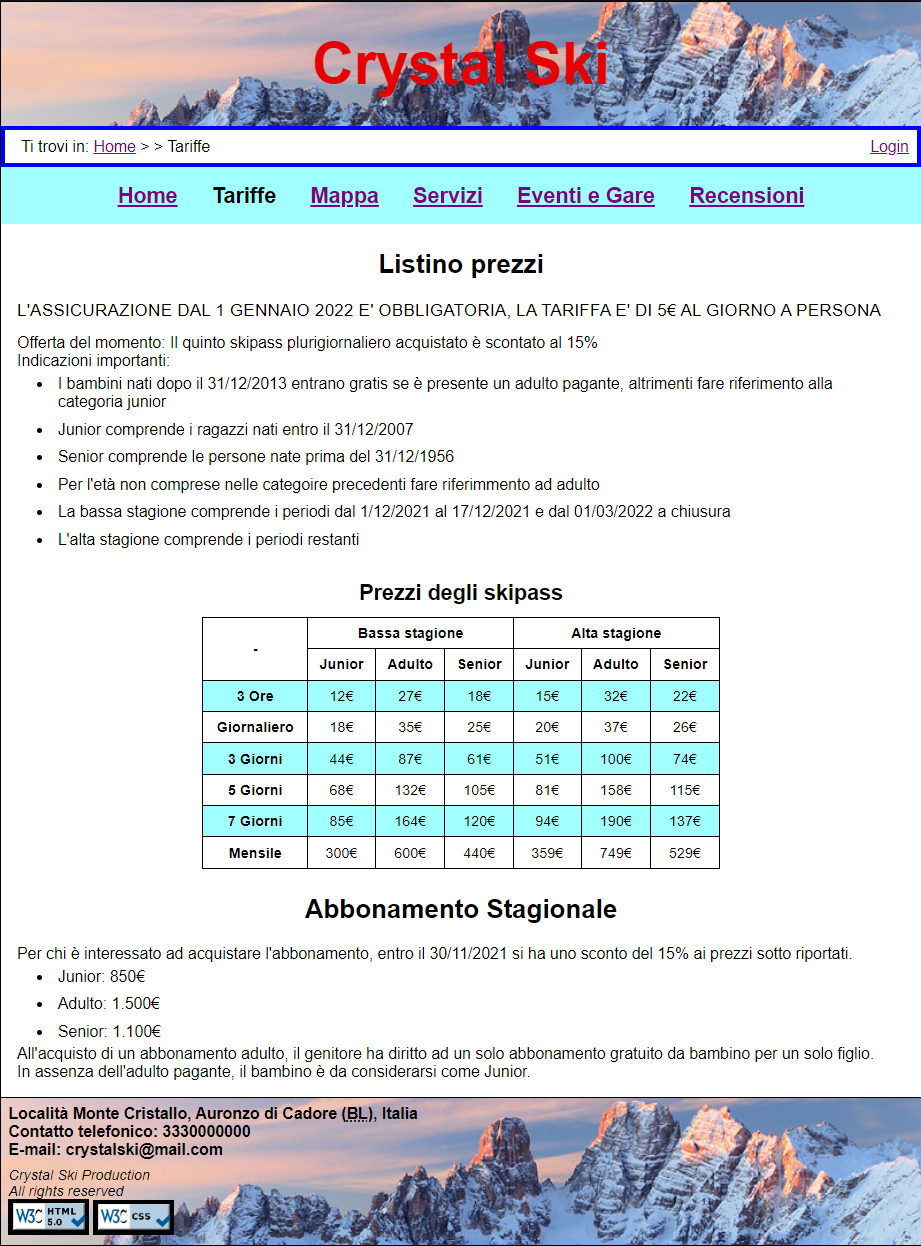 Crystal Ski
Ti trovi in: Home > > Tariffe Login
Home Tariffe Mappa Servizi Eventi e Gare Recensioni
Listino prezzi
L'ASSICURAZIONE DAL 1 GENNAIO 2022 E' OBBLIGATORIA, LA TARIFFA E' DI 5€ AL GIORNO A PERSONA
Offerta del momento: Il quinto skipass plurigiornaliero acquistato è scontato al 15%
Indicazioni importanti:
• I bambini nati dopo il 31/12/2013 entrano gratis se è presente un adulto pagante, altrimenti fare riferimento alla
categoria junior
• Junior comprende i ragazzi nati entro il 31/12/2007
• Senior comprende le persone nate prima del 31/12/1956
• Per l'età non comprese nelle categoire precedenti fare riferimmento ad adulto
• La bassa stagione comprende i periodi dal 1/12/2021 al 17/12/2021 e dal 01/03/2022 a chiusura
• L'alta stagione comprende i periodi restanti
Prezzi degli skipass
- Bassa stagione Alta stagione
Junior Adulto Senior Junior Adulto Senior
3 Ore 12€ 27€ 18€ 15€ 32€ 22€
Giornaliero 18€ 35€ 25€ 20€ 37€ 26€
3 Giorni 44€ 87€ 61€ 51€ 100€ 74€
5 Giorni 68€ 132€ 105€ 81€ 158€ 115€
7 Giorni 85€ 164€ 120€ 94€ 190€ 137€
Mensile 300€ 600€ 440€ 359€ 749€ 529€
Abbonamento Stagionale
Per chi è interessato ad acquistare l'abbonamento, entro il 30/11/2021 si ha uno sconto del 15% ai prezzi sotto riportati.
• Junior: 850€
• Adulto: 1.500€
• Senior: 1.100€
All'acquisto di un abbonamento adulto, il genitore ha diritto ad un solo abbonamento gratuito da bambino per un solo figlio.
In assenza dell'adulto pagante, il bambino è da considerarsi come Junior.
Località Monte Cristallo, Auronzo di Cadore (BL), Italia
Contatto telefonico: 3330000000
E-mail: crystalski@mail.com
Crystal Ski Production
All rights reserved
W3C HTML 5.0 W3C CSS